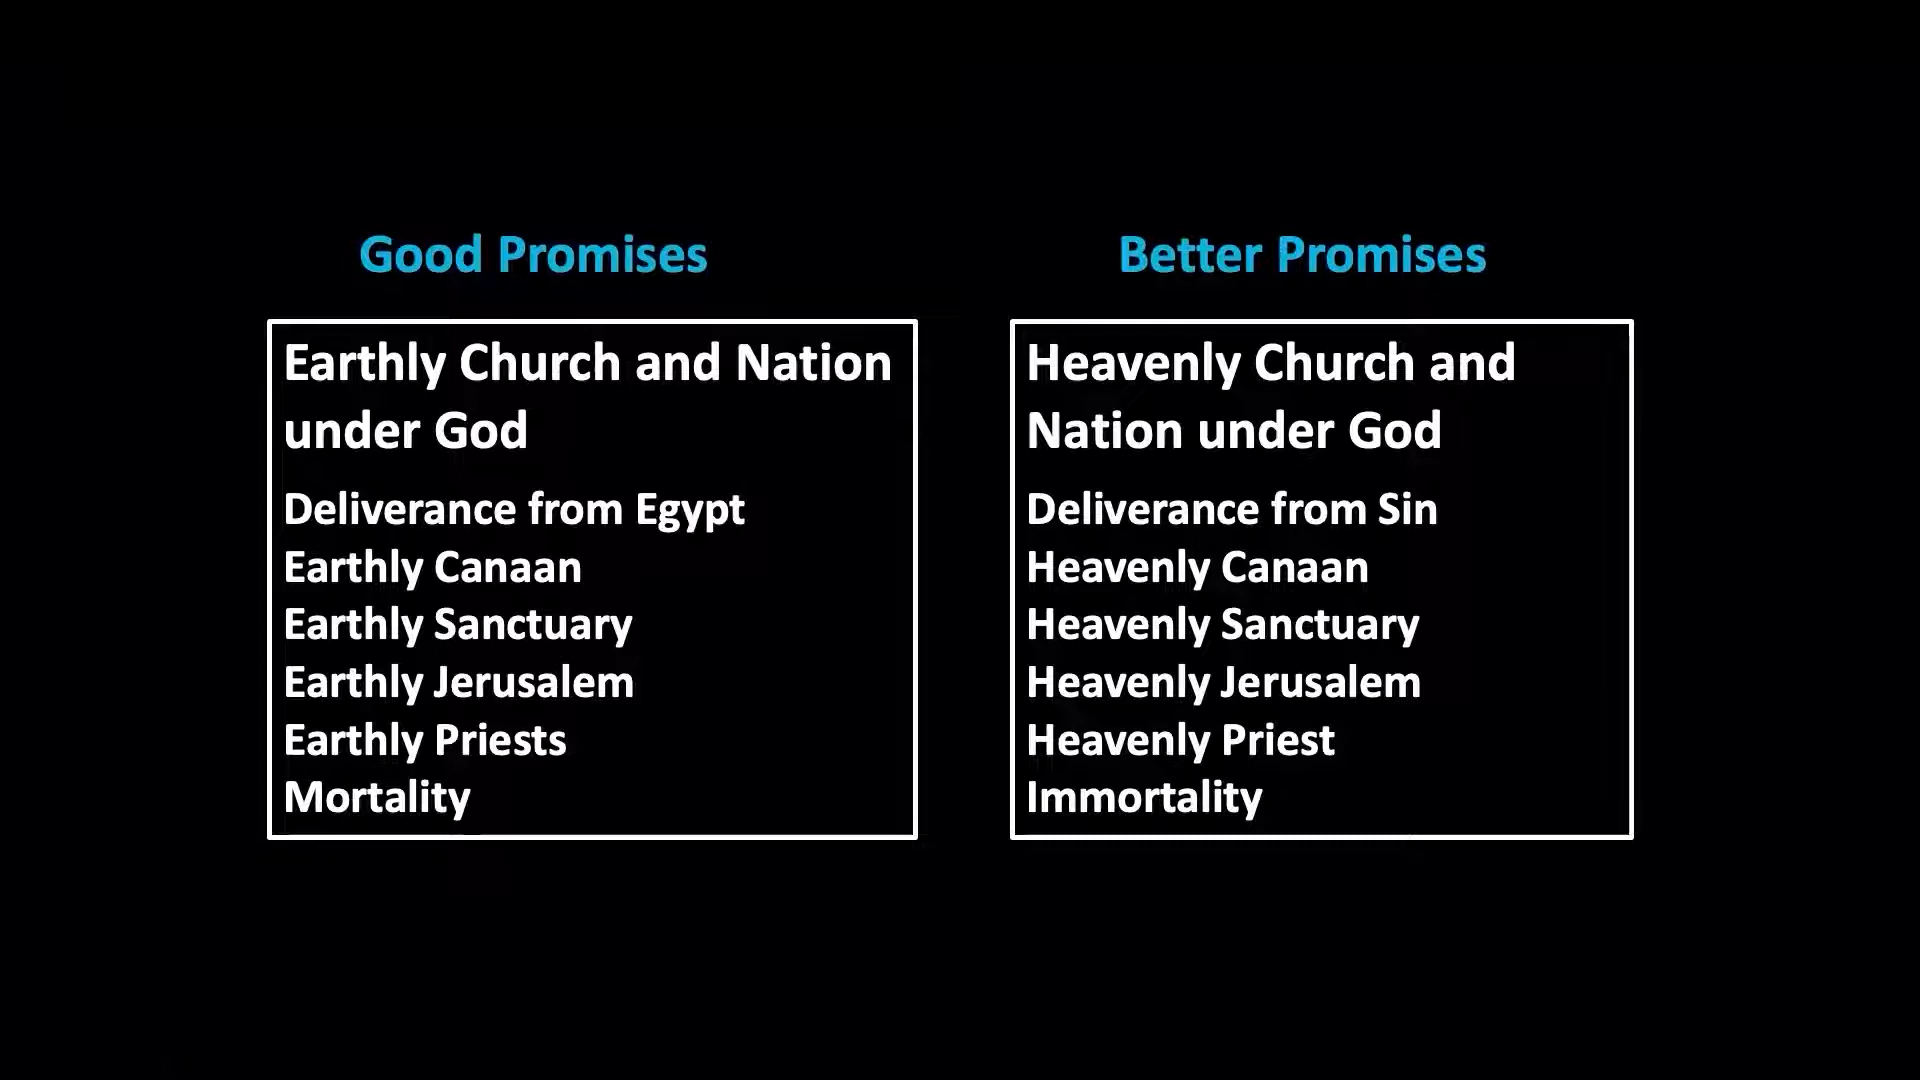 Good Promises
Better Promises
Earthly Church and Nation
under God
Deliverance from Egypt
Earthly Canaan
Earthly Sanctuary
Earthly Jerusalem
Earthly Priests
Mortality
Heavenly Church and
Nation under God
Deliverance from Sin
Heavenly Canaan
Heavenly Sanctuary
Heavenly Jerusalem
Heavenly Priest
Immortality